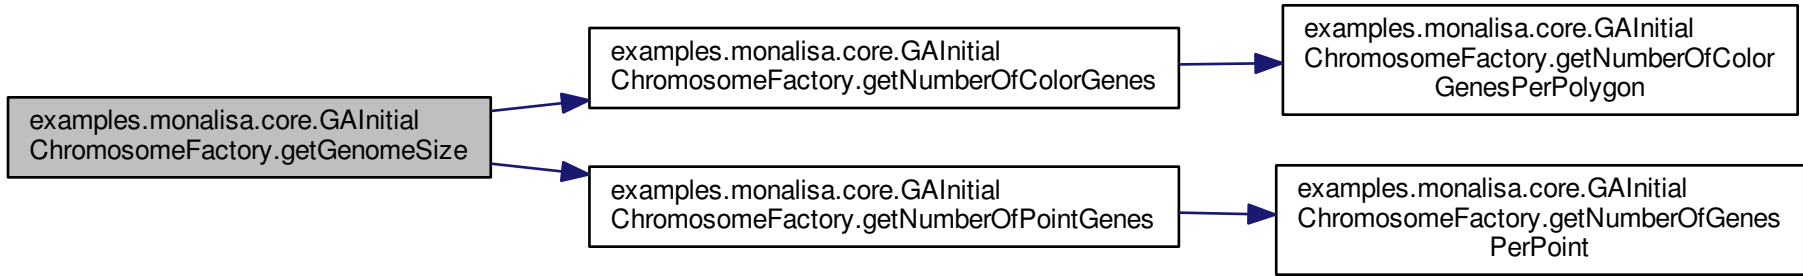 examples.monalisa.core.GAInitial
ChromosomeFactory.getGenomeSize
examples.monalisa.core.GAInitial
ChromosomeFactory.getNumberOfColorGenes
examples.monalisa.core.GAInitial
ChromosomeFactory.getNumberOfColor
GenesPerPolygon
examples.monalisa.core.GAInitial
ChromosomeFactory.getNumberOfPointGenes
examples.monalisa.core.GAInitial
ChromosomeFactory.getNumberOfGenes
PerPoint